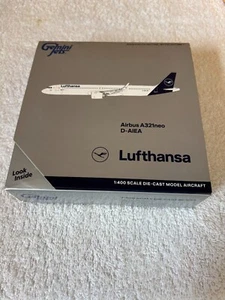 Gemini
Jets
Lufthansa
Airbus A321neo
D-AIEA
Lufthansa
Look
Inside
1:400 SCALE DIE-CAST MODEL AIRCRAFT